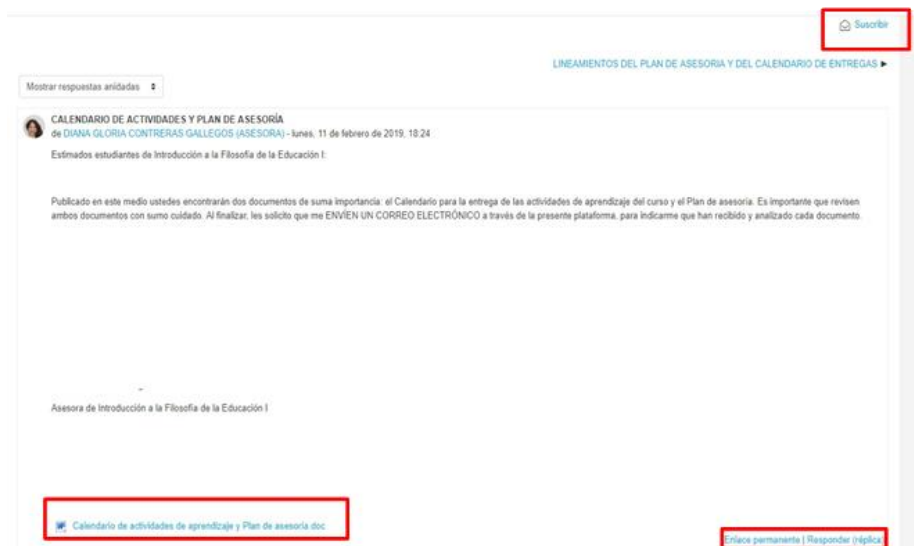 Suscribir
LINEAMIENTOS DEL PLAN DE ASESORIA Y DEL CALENDARIO DE ENTREGAS ►
Mostrar respuestas anidadas
CALENDARIO DE ACTIVIDADES Y PLAN DE ASESORÍA
de DIANA GLORIA CONTRERAS GALLEGOS (ASESORA) - lunes, 11 de febrero de 2019, 18:24
Estimados estudiantes de Introducción a la Filosofía de la Educación I:
Publicado en este medio ustedes encontrarán dos documentos de suma importancia: el Calendario para la entrega de las actividades de aprendizaje del curso y el Plan de asesoría. Es importante que revisen
ambos documentos con sumo cuidado. Al finalizar, les solicito que me ENVÍEN UN CORREO ELECTRÓNICO a través de la presente plataforma, para indicarme que han recibido y analizado cada documento.
Asesora de Introducción a la Filosofía de la Educación I
Calendario de actividades de aprendizaje y Plan de asesoria.doc
Enlace permanente | Responder (réplica)